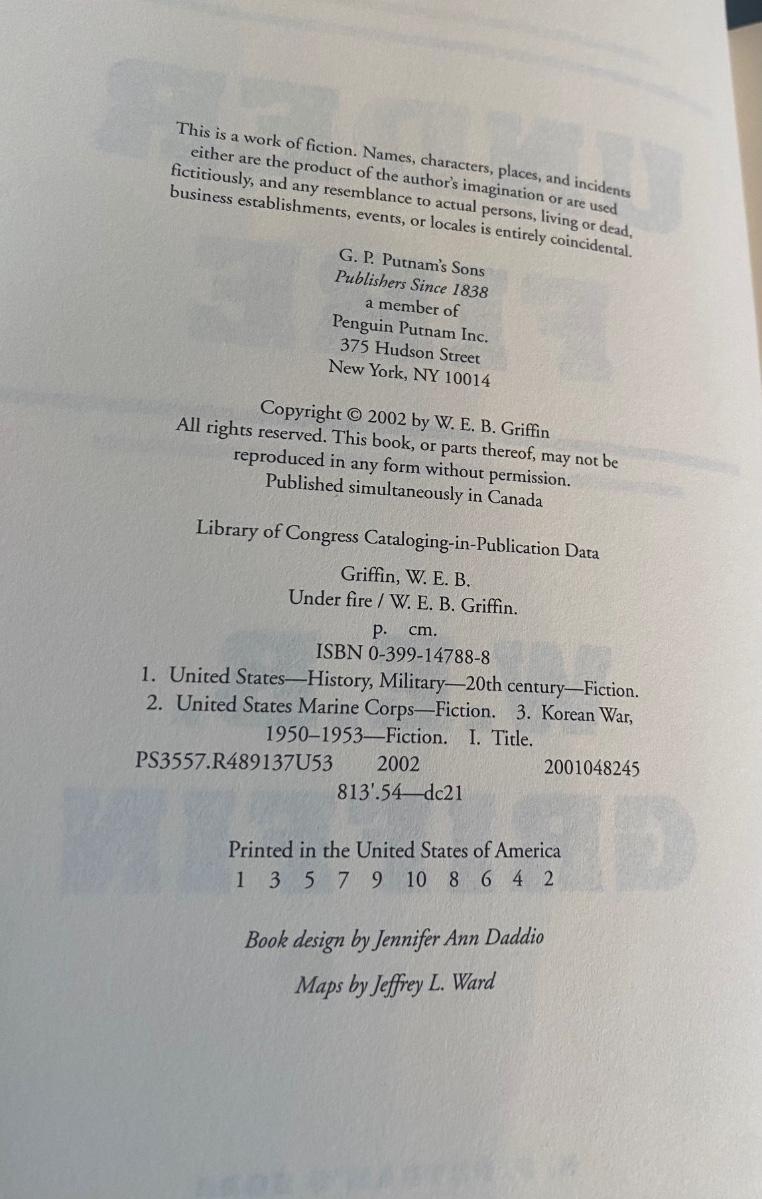 This is a work of fiction. Names, characters, places, and incidents
either are the product of the author's imagination or are used
fictitiously, and any resemblance to actual persons, living or dead,
business establishments, events, or locales is entirely coincidental.
G. P. Putnam's Sons
Publishers Since 1838
a member of
Penguin Putnam Inc.
375 Hudson Street
New York, NY 10014
Copyright © 2002 by W. E. B. Griffin
All rights reserved. This book, or parts thereof, may not be
reproduced in any form without permission.
Published simultaneously in Canada
Library of Congress Cataloging-in-Publication Data
Griffin, W. E. B.
Under fire / W. E. B. Griffin.
p. cm.
ISBN 0-399-14788-8
1. United States—History, Military—20th century—Fiction.
2. United States Marine Corps—Fiction. 3. Korean War,
1950–1953—Fiction. I. Title.
PS3557.R489137U53 2002 2001048245
813'.54—dc21
Printed in the United States of America
1 3 5 7 9 10 8 6 4 2
Book design by Jennifer Ann Daddio
Maps by Jeffrey L. Ward